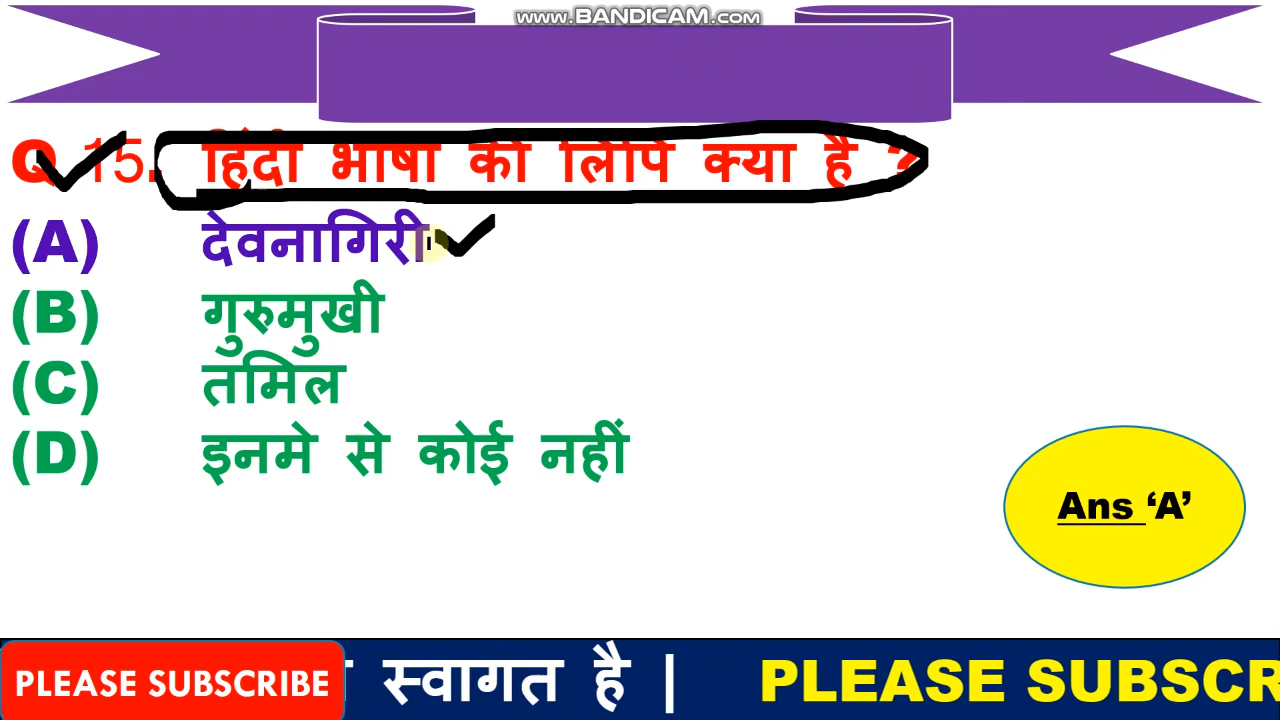 www.BANDICAM.com
Q 15. हिंदी भाषा की लिपि क्या है ?
(A) देवनागिरी
(B) गुरुमुखी
(C) तमिल
(D) इनमे से कोई नहीं
Ans ‘A’
PLEASE SUBSCRIBE स्वागत है | PLEASE SUBSCR